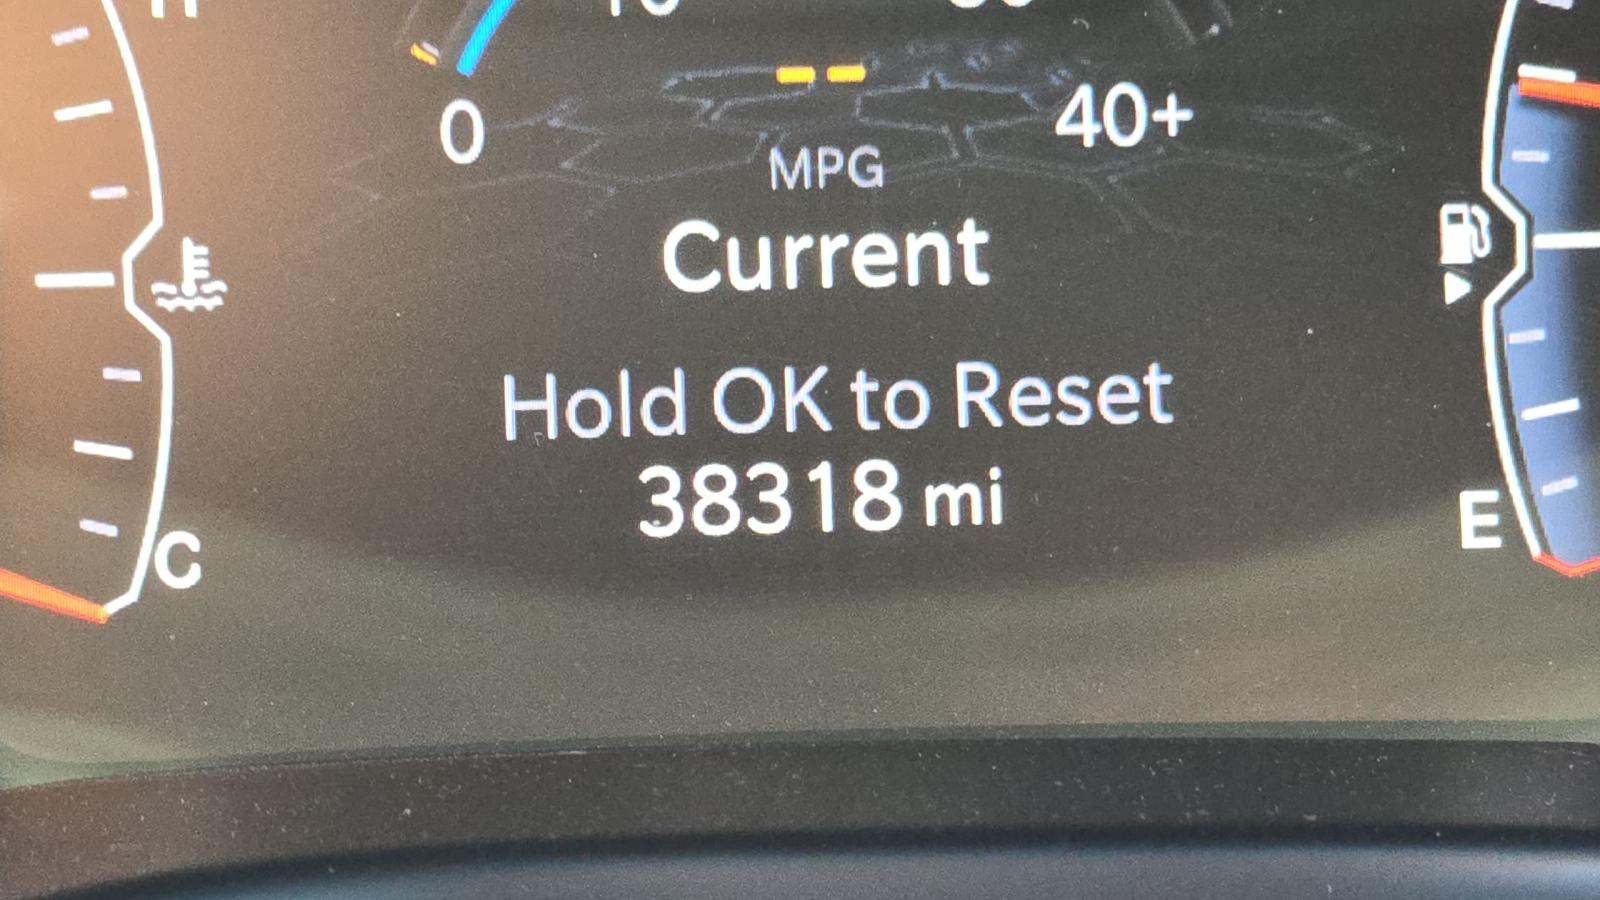 0
40+
MPG
Current
Hold OK to Reset
38318 mi
C
E